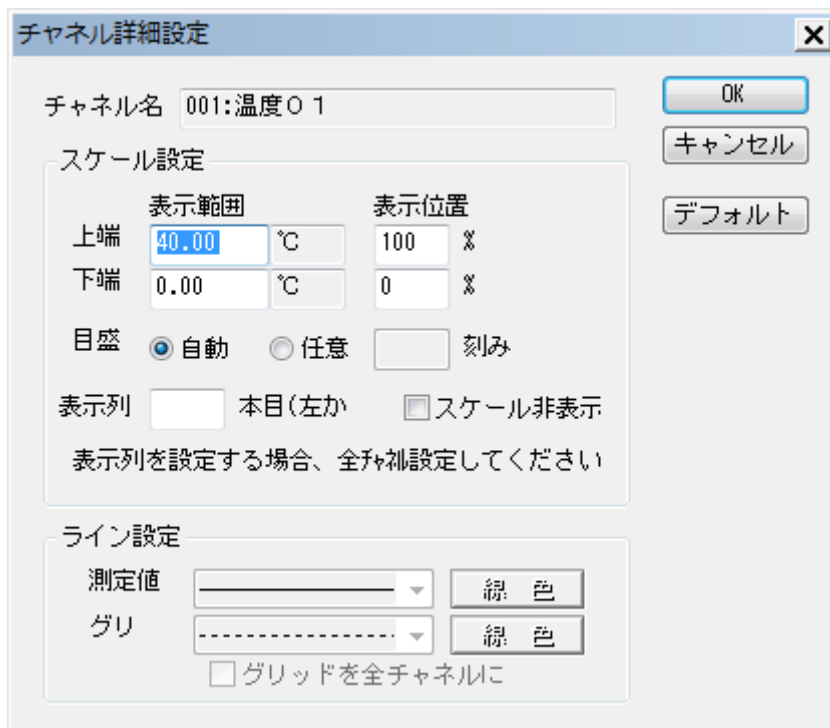 チャネル詳細設定
チャネル名 001:温度０１
OK
キャンセル
デフォルト
スケール設定
表示範囲 表示位置
上端 40.00 ℃ 100 %
下端 0.00 ℃ 0 %
目盛 自動 任意 刻み
表示列 本目(左か スケール非表示
表示列を設定する場合、全ﾁｬﾈﾙ設定してください
ライン設定
測定値 線 色
グリ 線 色
グリッドを全チャネルに